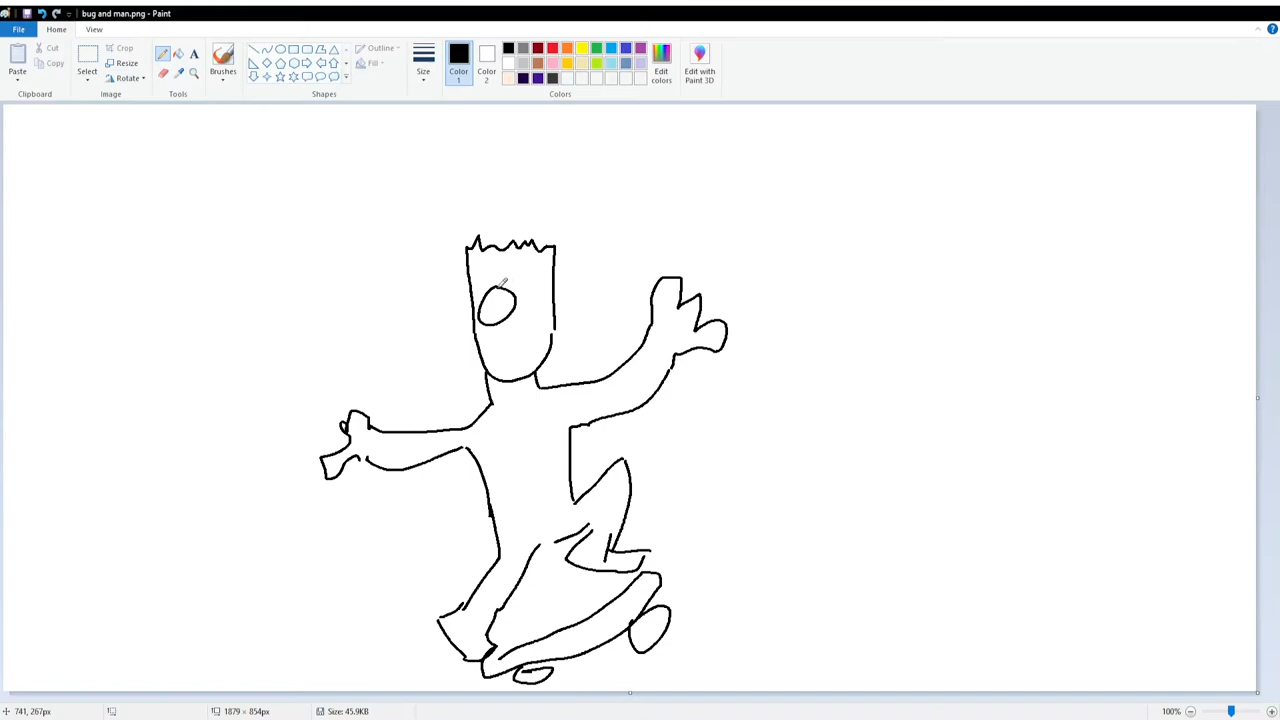 bug and man.png - Paint
File Home View
Paste
Cut
Copy
Clipboard
Select
Crop
Resize
Rotate
Image
A
Tools
Brushes
Shapes
Outline
Fill
Size
Color 1
Color 2
Edit colors
Colors
Edit with Paint 3D
741, 267px
1879 × 854px
Size: 45.9KB
100%